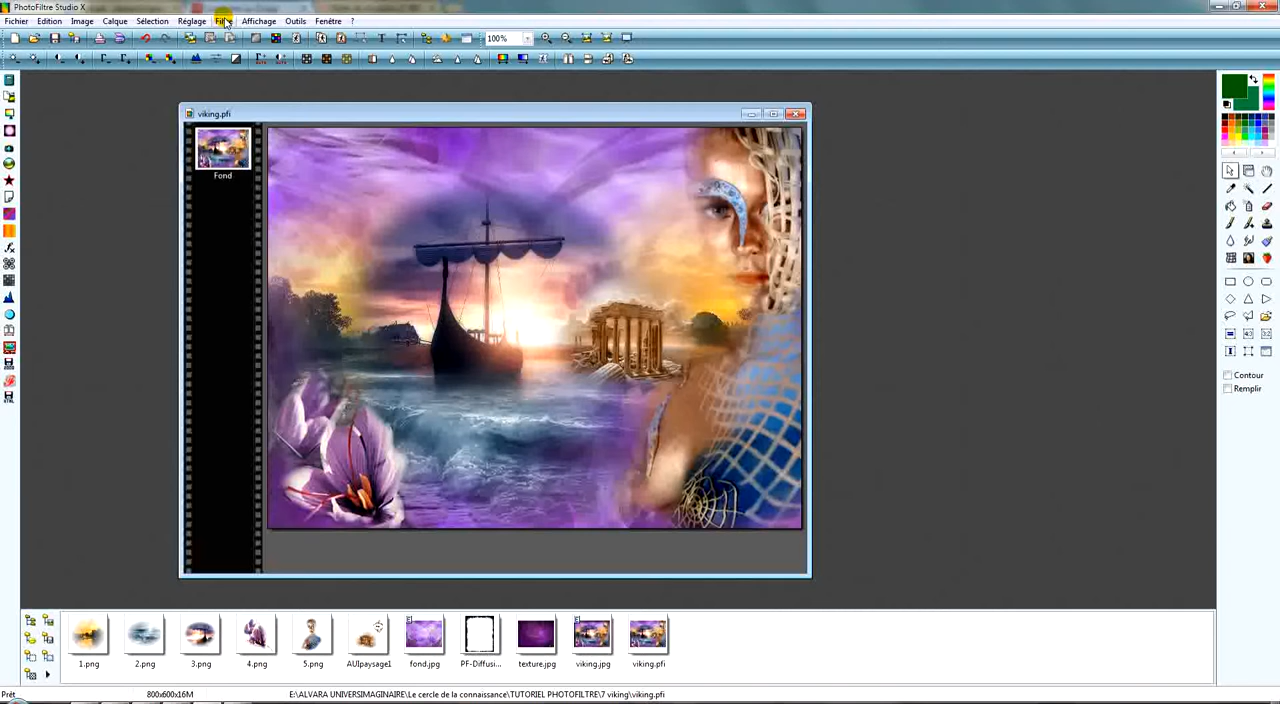 PhotoFiltre Studio X
Fichier Edition Image Calque Sélection Réglage Filtre Affichage Outils Fenêtre ?
100%
viking.pfi
Fond
Contour
Remplir
1.png 2.png 3.png 4.png 5.png AUIpaysage1 fond.jpg PF-Diffusi... texture.jpg viking.jpg viking.pfi
Prêt 800x600x16M E:\ALVARA UNIVERSIMAGINAIRE\Le cercle de la connaissance\TUTORIEL PHOTOFILTRE\7 viking\viking.pfi